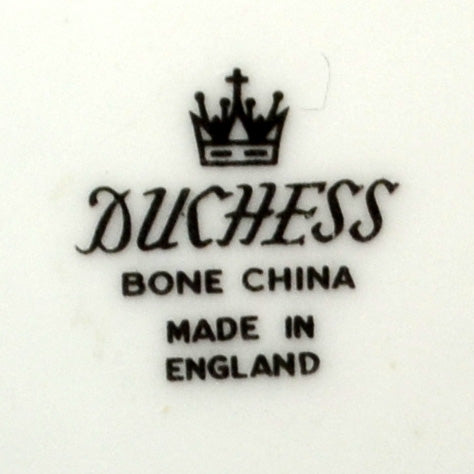 DUCHESS
BONE CHINA
MADE IN
ENGLAND